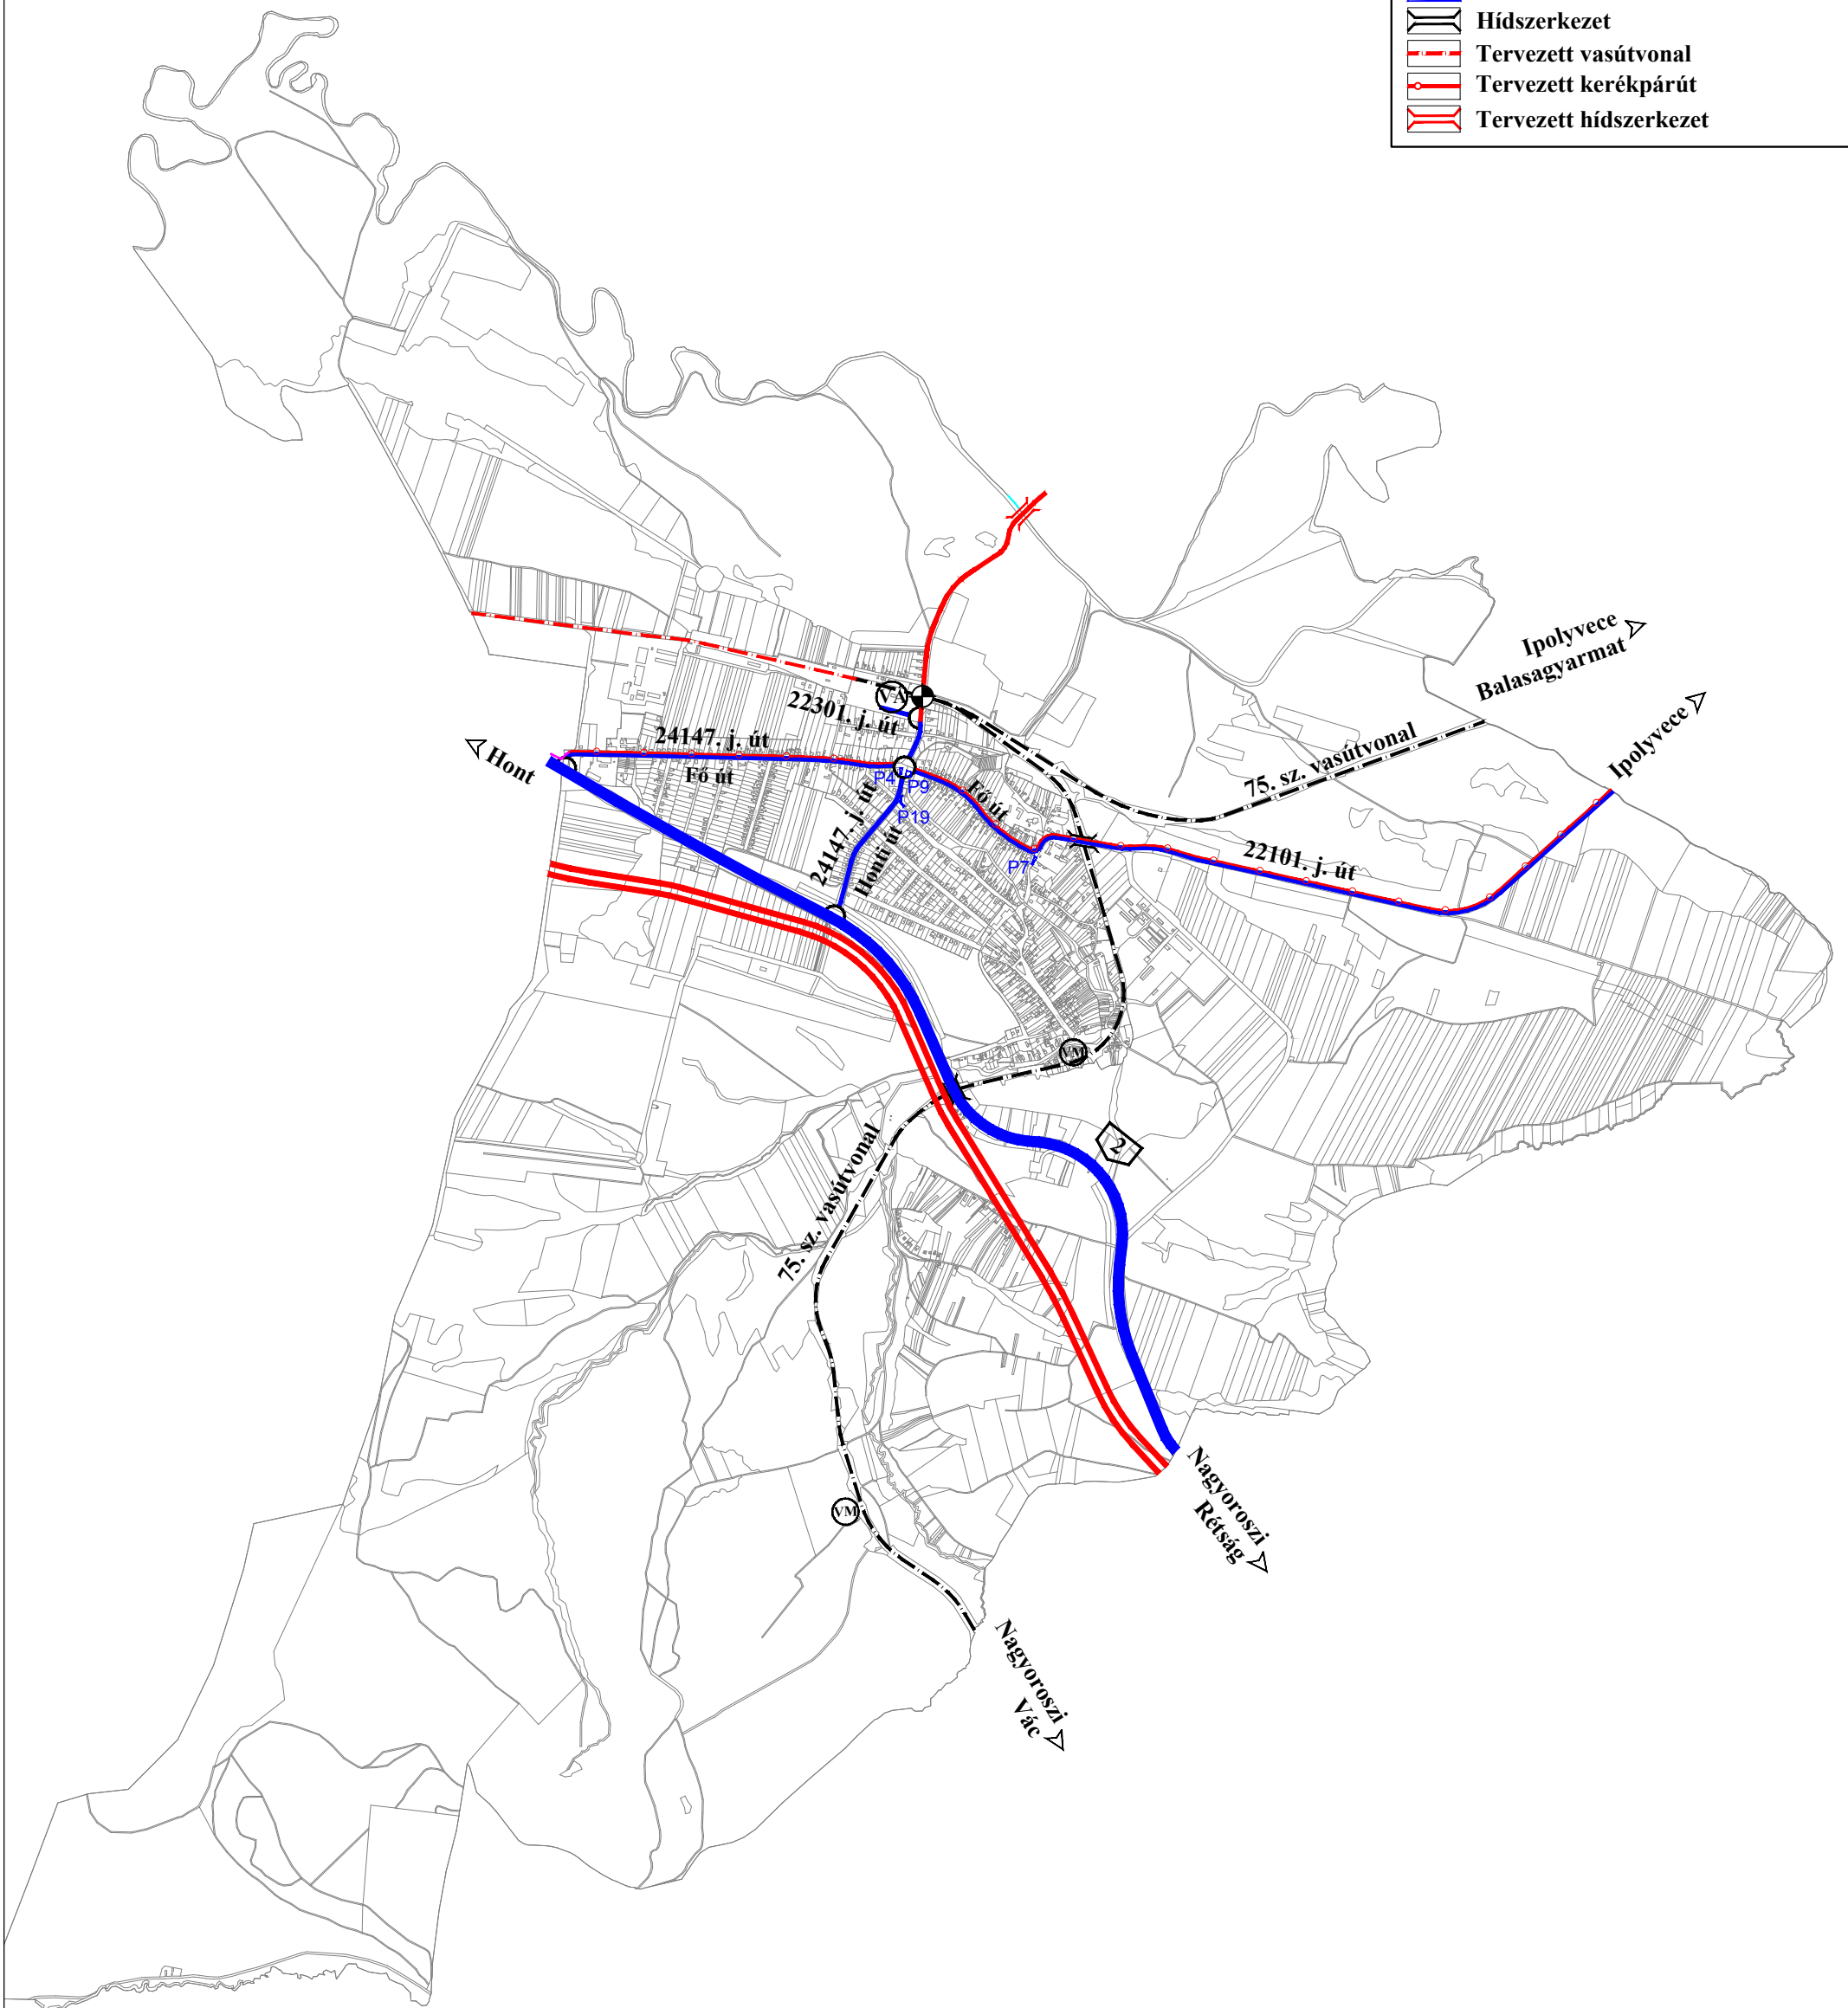 Hídszerkezet
Tervezett vasútvonal
Tervezett kerékpárút
Tervezett hídszerkezet
Ipolyvece
Balasagyarmat
Ipolyvece
75. sz. vasútvonal
VÁ
22301. j. út
24147. j. út
Fő út
Hont
P4
P9
P19
Fő út
P7
24147. j. út
Honti út
22101. j. út
VM
2
75. sz. vasútvonal
VM
Nagyoroszi
Rétság
Nagyoroszi
Vác